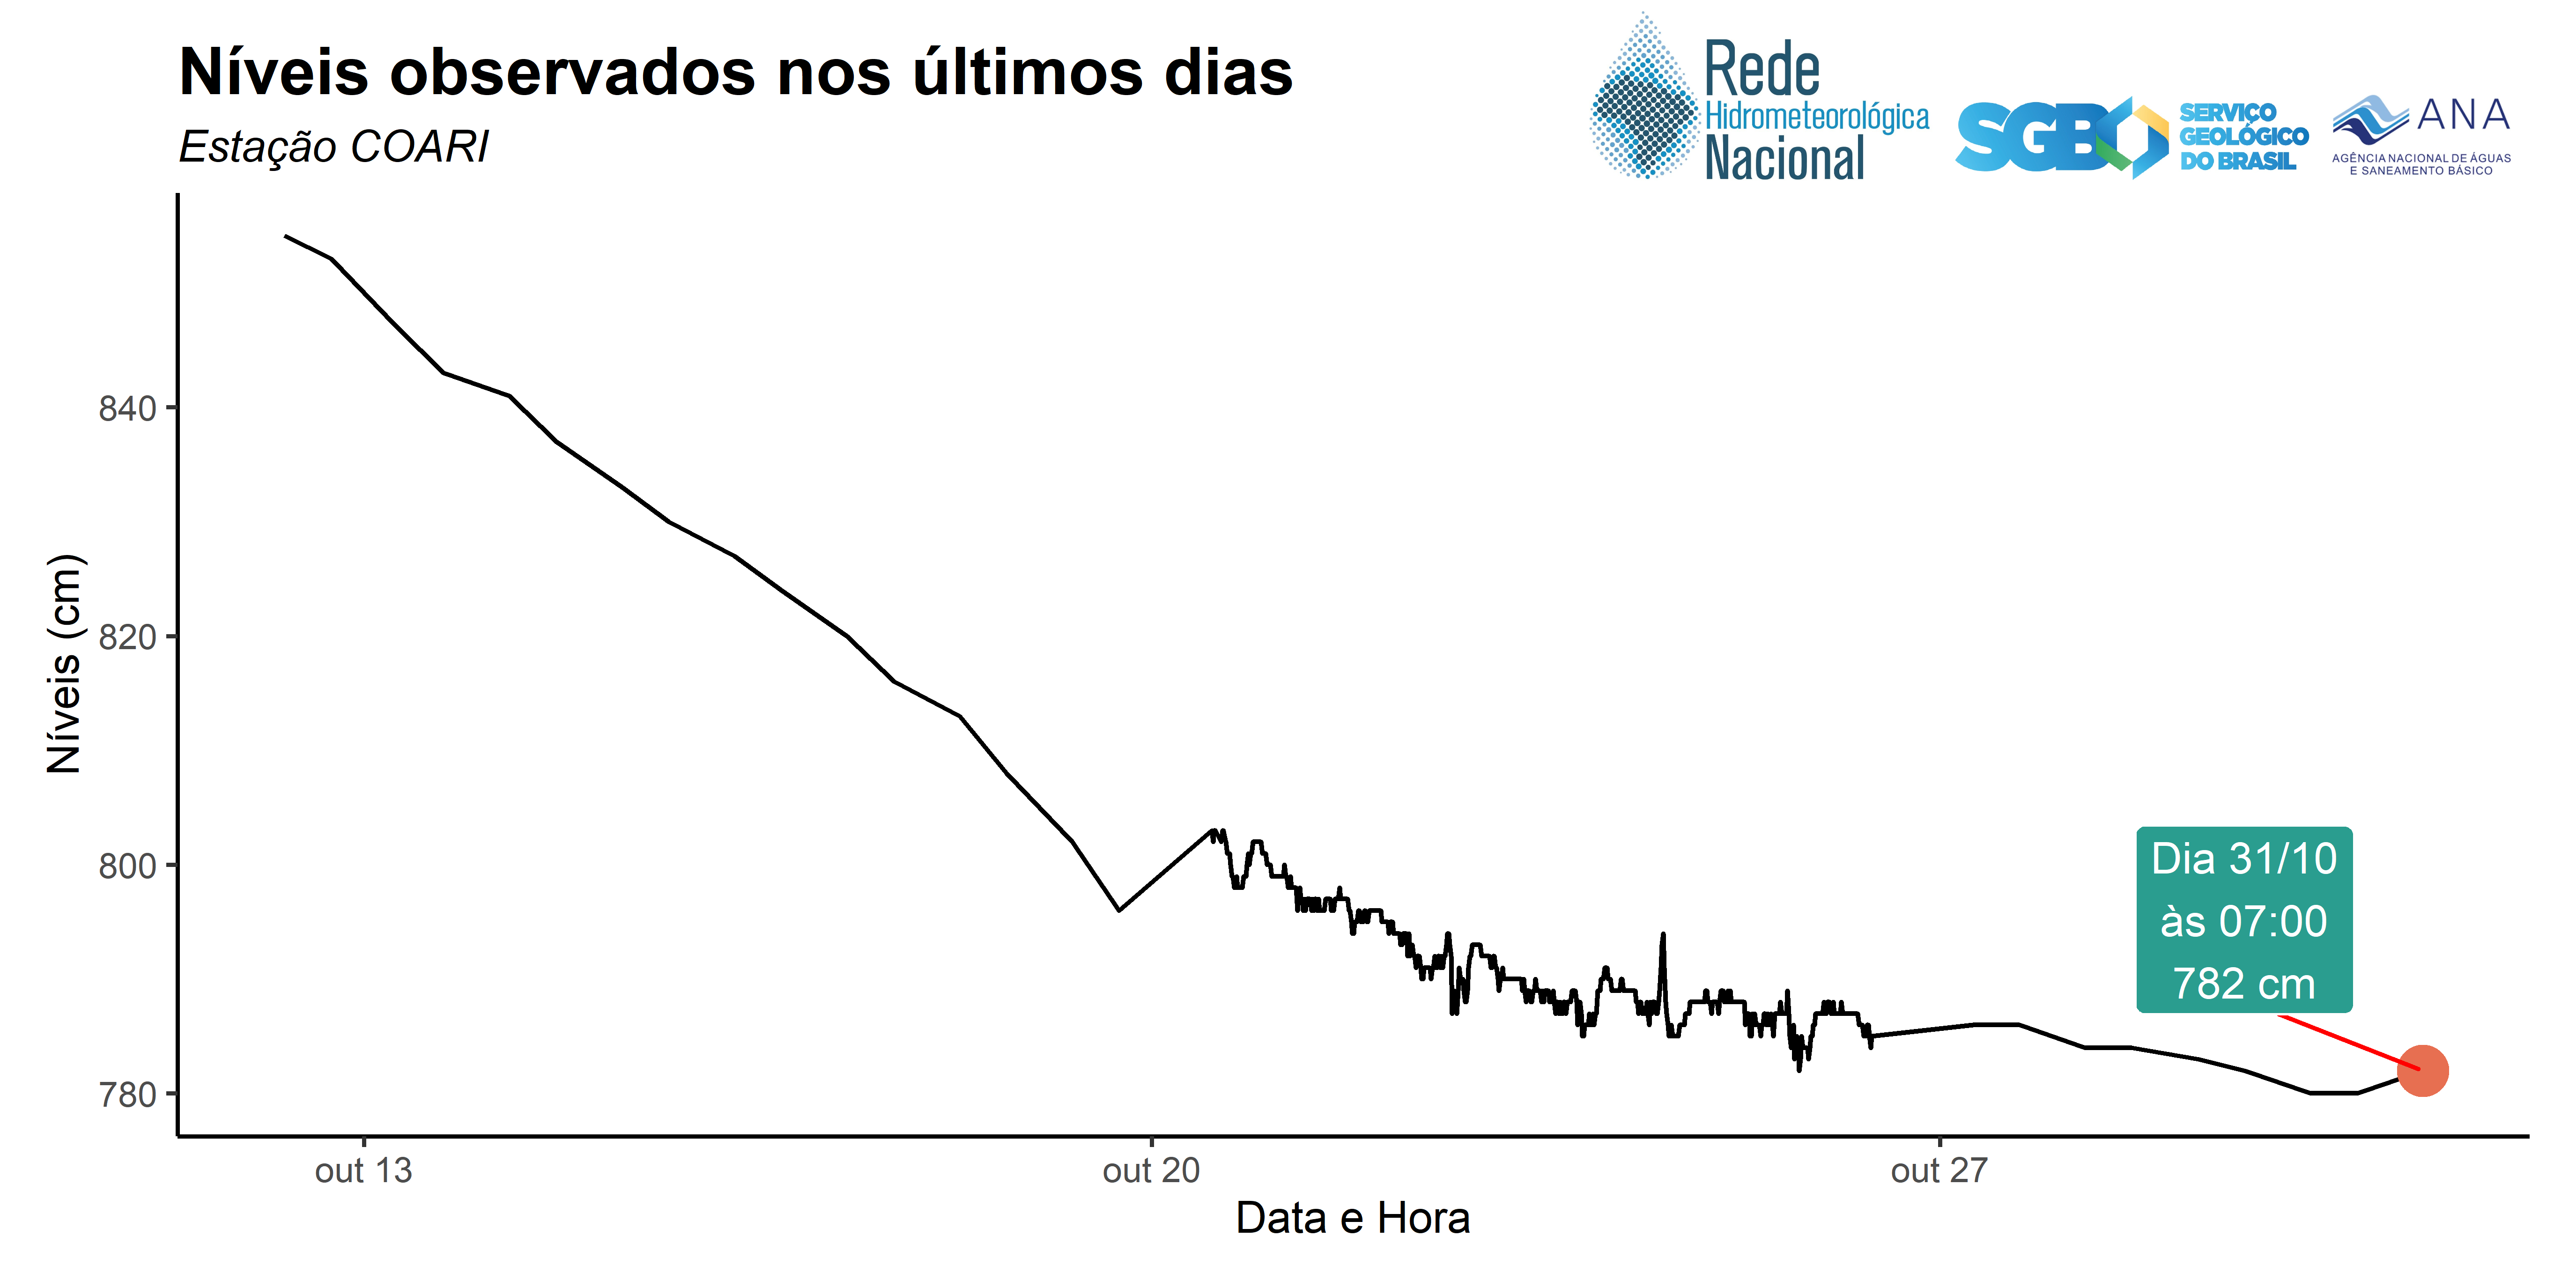 Níveis observados nos últimos dias
Estação COARI
Rede
Hidrometeorológica
Nacional
SGB
SERVIÇO
GEOLÓGICO
DO BRASIL
ANA
AGÊNCIA NACIONAL DE ÁGUAS
E SANEAMENTO BÁSICO
Níveis (cm)
840
820
800
780
Dia 31/10
às 07:00
782 cm
out 13
out 20
out 27
Data e Hora